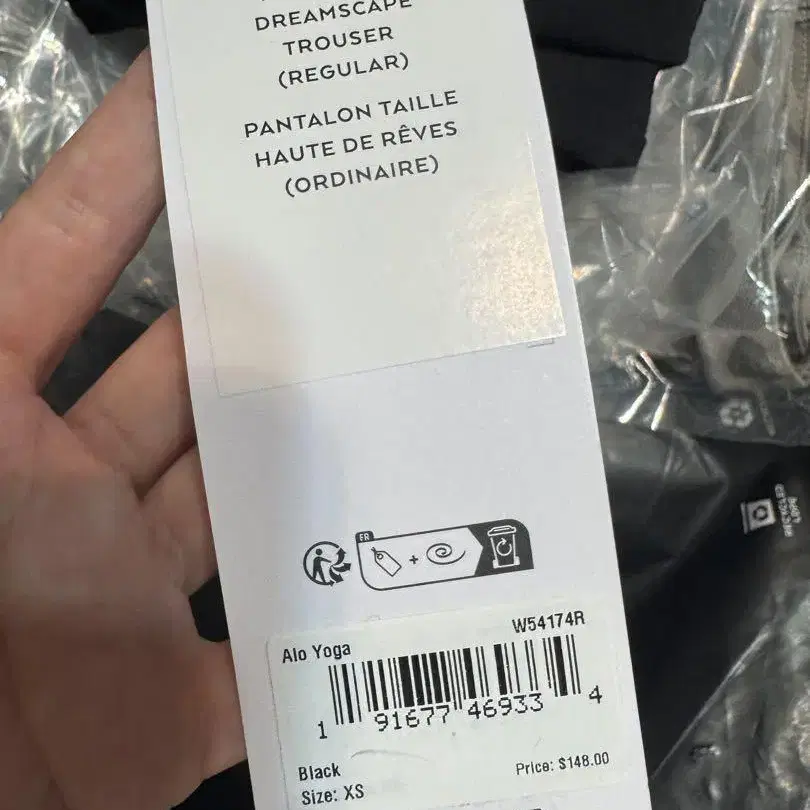 DREAMSCAPE
TROUSER
(REGULAR)
PANTALON TAILLE
HAUTE DE RÊVES
(ORDINAIRE)
FR
+
W54174R
Alo Yoga
1 91677 46933 4
Black
Price: $148.00
Size: XS